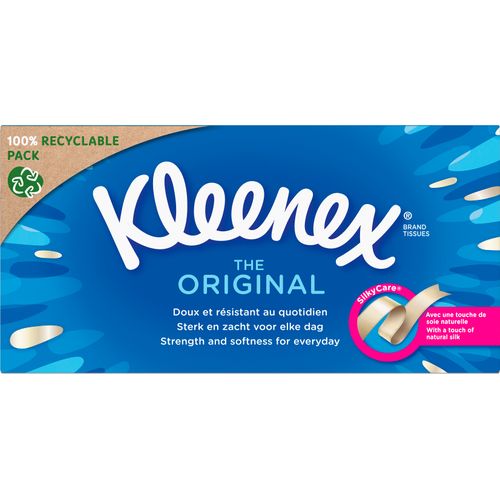 100% RECYCLABLE
PACK
Kleenex®
BRAND
TISSUES
THE
ORIGINAL
Doux et résistant au quotidien
Sterk en zacht voor elke dag
Strength and softness for everyday
SilkyCare®
Avec une touche de
soie naturelle
With a touch of
natural silk